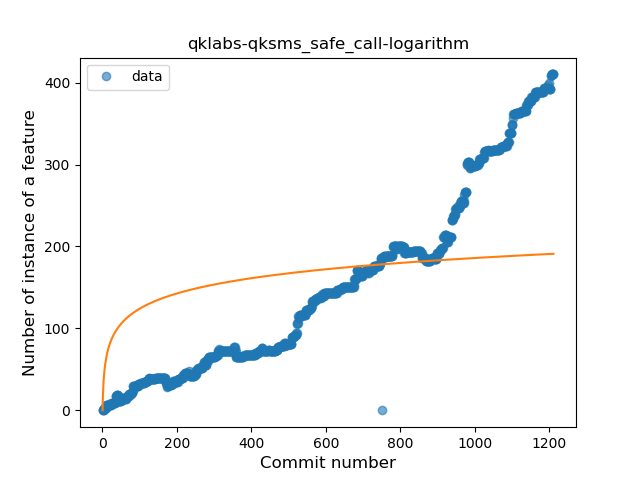 qklabs-qksms_safe_call-logarithm
data
Number of instance of a feature
400
300
200
100
0
0 200 400 600 800 1000 1200
Commit number